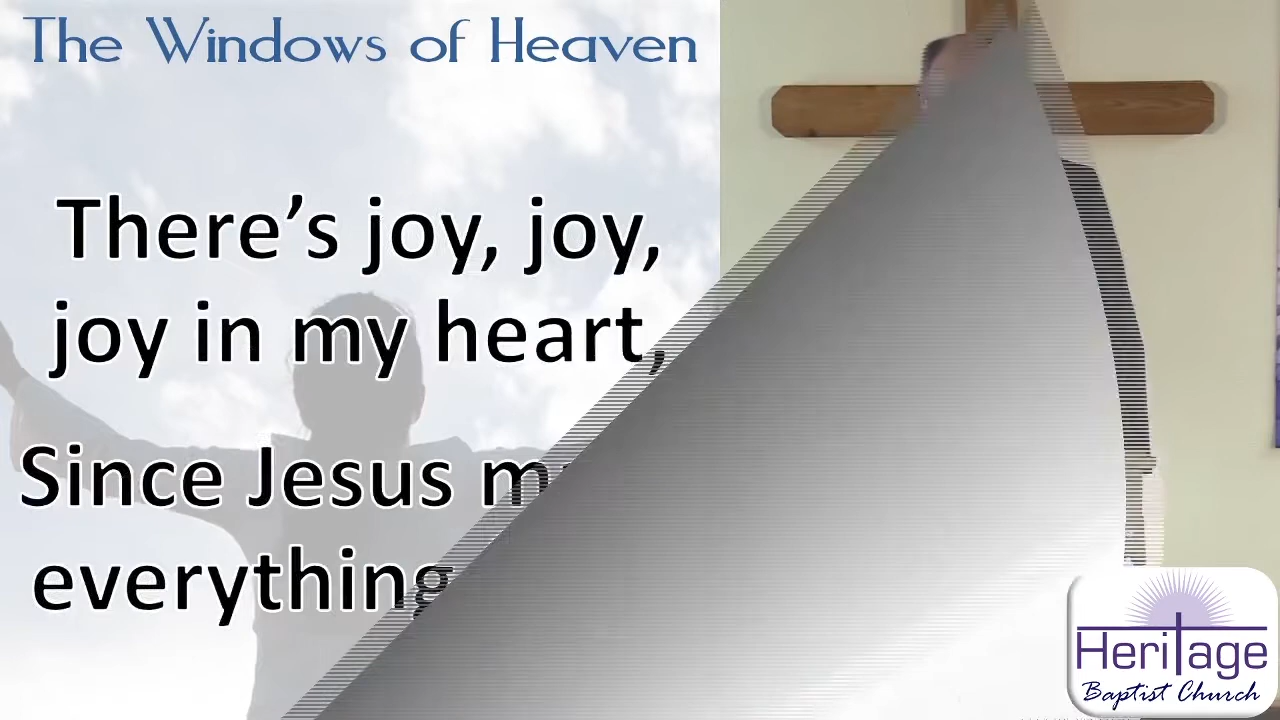 The Windows of Heaven
There’s joy, joy,
joy in my heart,
Since Jesus m
everything
Heritage
Baptist Church